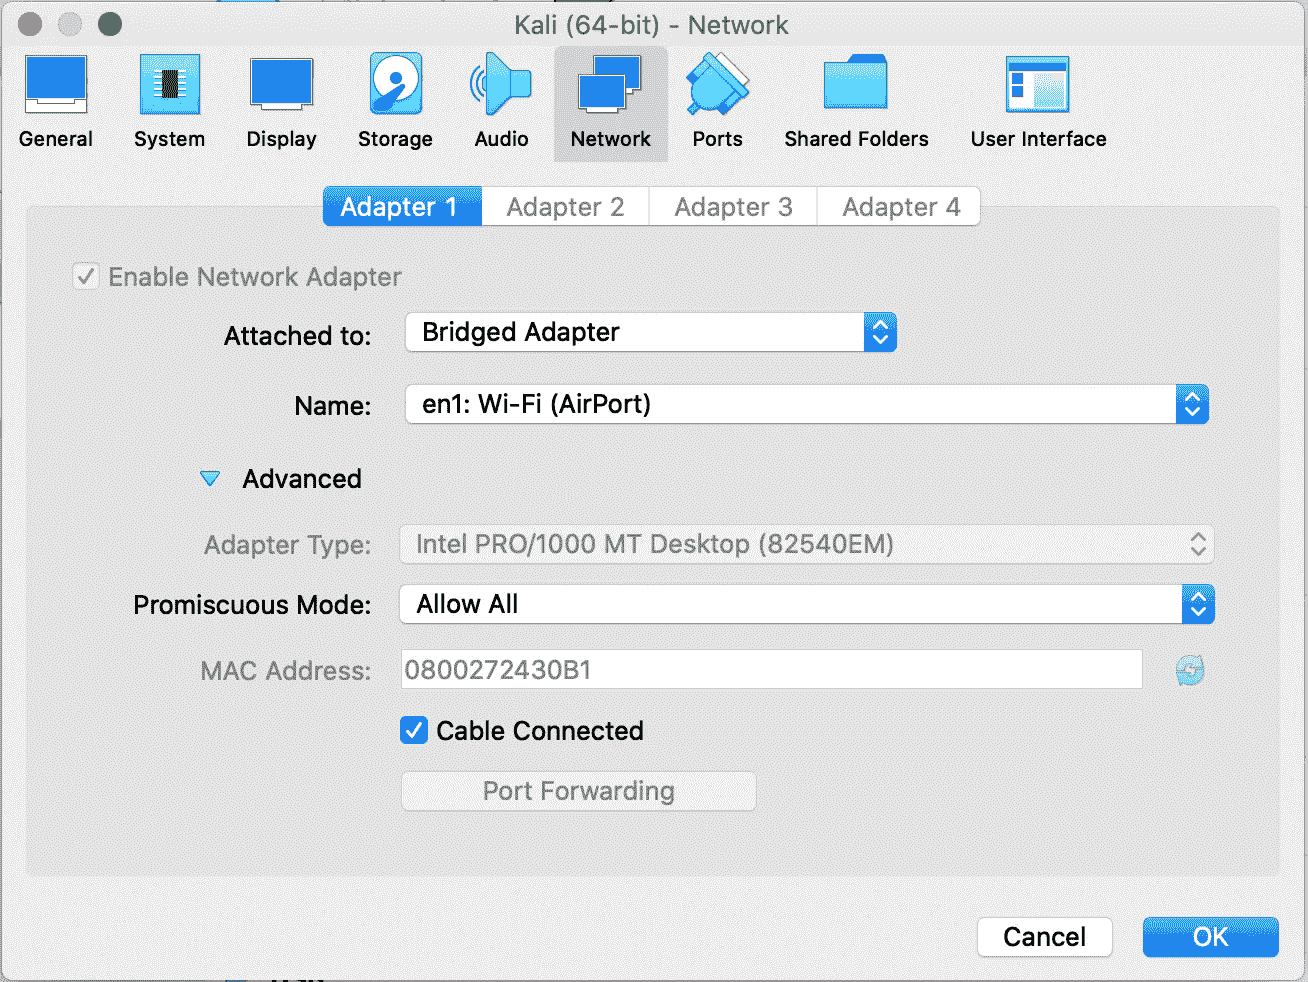 Kali (64-bit) - Network
General System Display Storage Audio Network Ports Shared Folders User Interface
Adapter 1 Adapter 2 Adapter 3 Adapter 4
Enable Network Adapter
Attached to: Bridged Adapter
Name: en1: Wi-Fi (AirPort)
Advanced
Adapter Type: Intel PRO/1000 MT Desktop (82540EM)
Promiscuous Mode: Allow All
MAC Address: 0800272430B1
Cable Connected
Port Forwarding
Cancel OK